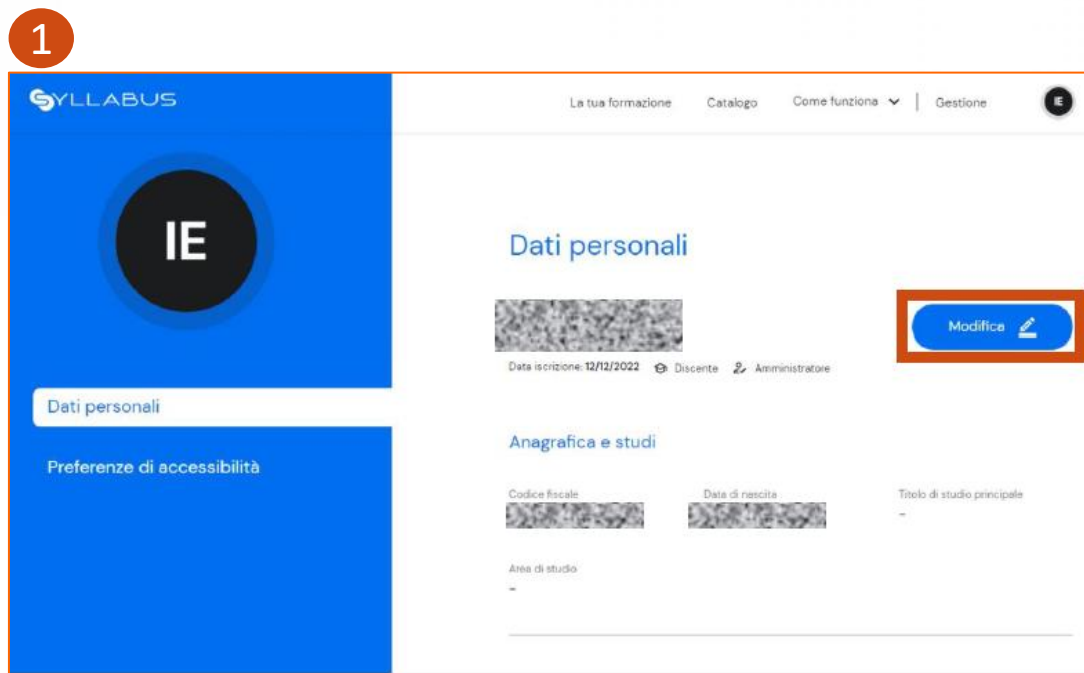 1
SYLLABUS
La tua formazione Catalogo Come funziona Gestione IE
IE
Dati personali
Modifica
Data iscrizione: 12/12/2022 Discente Amministratore
Dati personali
Preferenze di accessibilità
Anagrafica e studi
Codice fiscale Data di nascita Titolo di studio principale
-
Area di studio
-